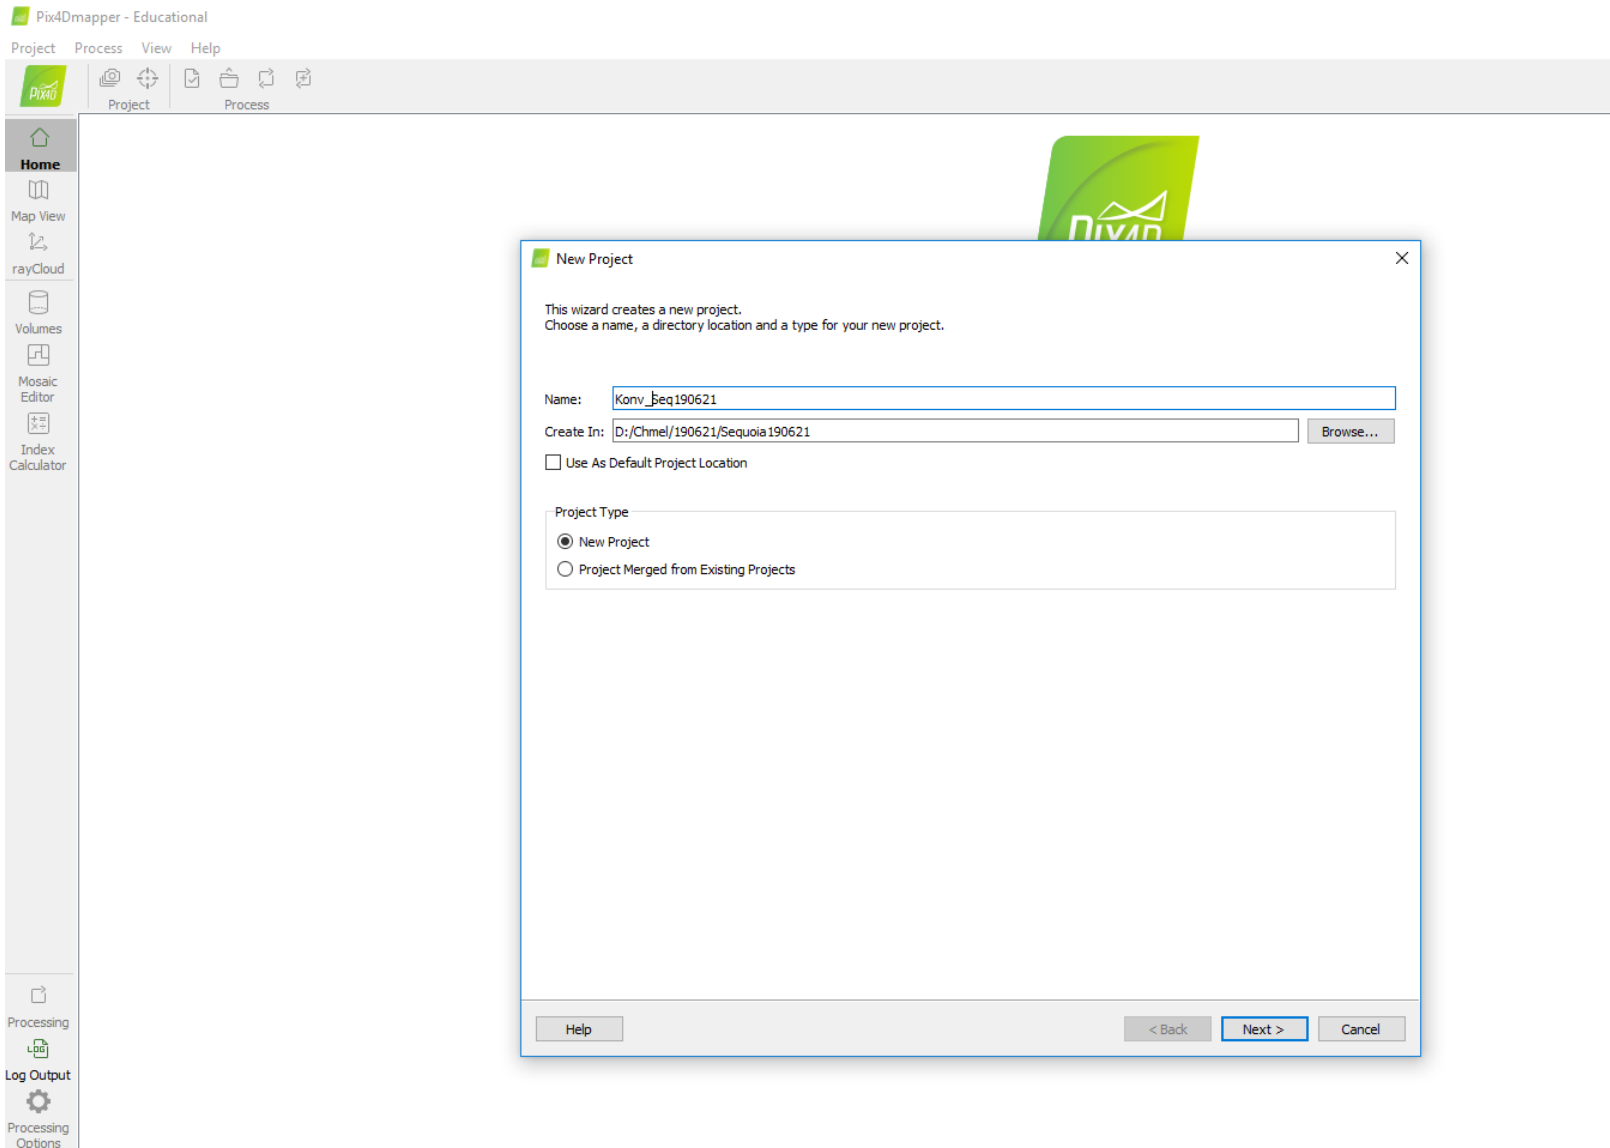 Pix4Dmapper - Educational
Project Process View Help
PIX4D
Project
Process
Home
Map View
rayCloud
Volumes
Mosaic
Editor
Index
Calculator
Processing
LOG
Log Output
Processing
Options
PIX4D
New Project
This wizard creates a new project.
Choose a name, a directory location and a type for your new project.
Name: Konv_Seq190621
Create In: D:/Chmel/190621/Sequoia190621 Browse...
Use As Default Project Location
Project Type
New Project
Project Merged from Existing Projects
Help < Back Next > Cancel